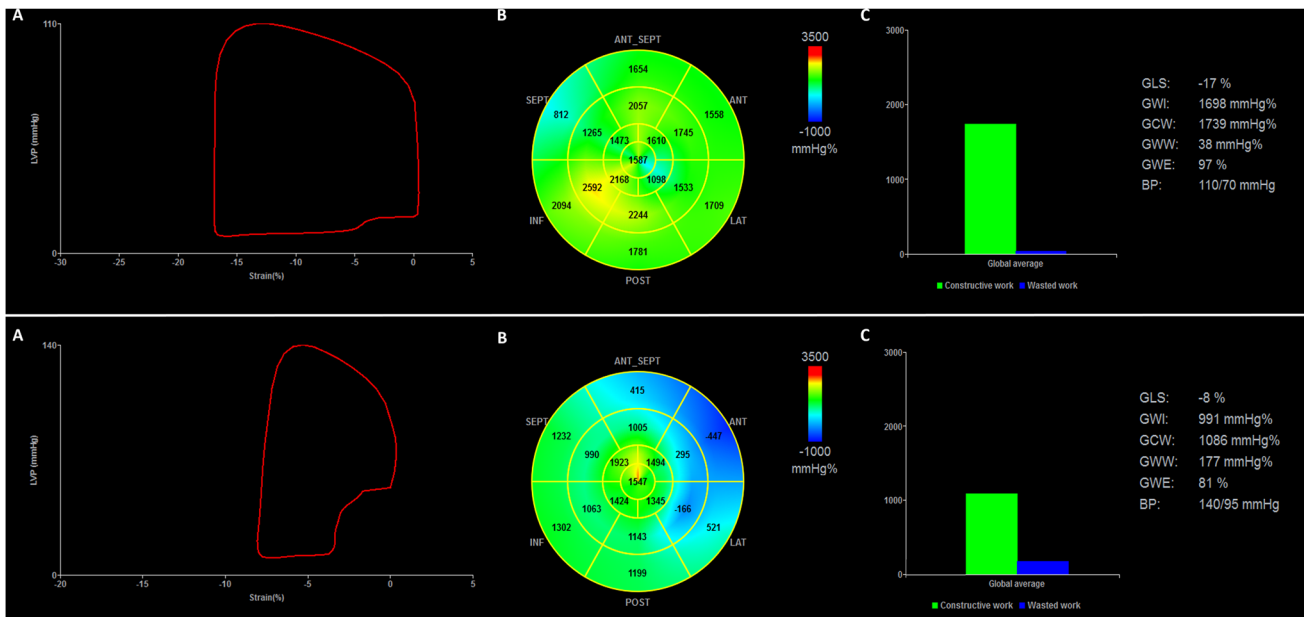 A
110
LVP (mmHg)
0
-30 -25 -20 -15 -10 -5 0 5
Strain(%)
B
ANT_SEPT
SEPT
ANT
INF
LAT
POST
1654
2057
812
1558
1265
1745
1473
1610
1587
2168
1098
2592
1533
2094
1709
2244
1781
3500
-1000
mmHg%
C
3000
2000
1000
0
Global average
Constructive work Wasted work
GLS: -17 %
GWI: 1698 mmHg%
GCW: 1739 mmHg%
GWW: 38 mmHg%
GWE: 97 %
BP: 110/70 mmHg
A
140
LVP (mmHg)
0
-20 -15 -10 -5 0 5
Strain(%)
B
ANT_SEPT
SEPT
ANT
INF
LAT
POST
415
1005
1232
-447
990
295
1923
1494
1547
1424
1345
1063
-166
1302
521
1143
1199
3500
-1000
mmHg%
C
3000
2000
1000
0
Global average
Constructive work Wasted work
GLS: -8 %
GWI: 991 mmHg%
GCW: 1086 mmHg%
GWW: 177 mmHg%
GWE: 81 %
BP: 140/95 mmHg